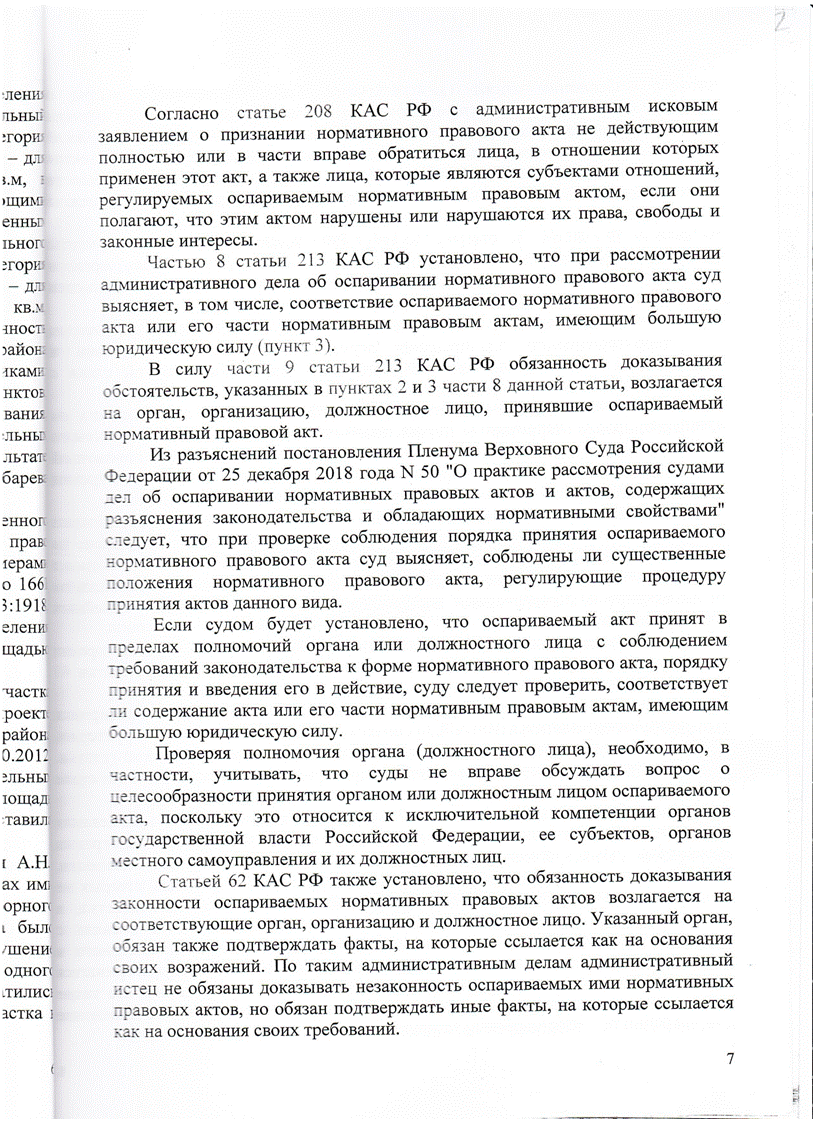 2
Согласно статье 208 КАС РФ с административным исковым
заявлением о признании нормативного правового акта не действующим
полностью или в части вправе обратиться лица, в отношении которых
применен этот акт, а также лица, которые являются субъектами отношений,
регулируемых оспариваемым нормативным правовым актом, если они
полагают, что этим актом нарушены или нарушаются их права, свободы и
законные интересы.
Частью 8 статьи 213 КАС РФ установлено, что при рассмотрении
административного дела об оспаривании нормативного правового акта суд
выясняет, в том числе, соответствие оспариваемого нормативного правового
акта или его части нормативным правовым актам, имеющим большую
юридическую силу (пункт 3).
В силу части 9 статьи 213 КАС РФ обязанность доказывания
обстоятельств, указанных в пунктах 2 и 3 части 8 данной статьи, возлагается
на орган, организацию, должностное лицо, принявшие оспариваемый
нормативный правовой акт.
Из разъяснений постановления Пленума Верховного Суда Российской
Федерации от 25 декабря 2018 года N 50 "О практике рассмотрения судами
дел об оспаривании нормативных правовых актов и актов, содержащих
разъяснения законодательства и обладающих нормативными свойствами"
следует, что при проверке соблюдения порядка принятия оспариваемого
нормативного правового акта суд выясняет, соблюдены ли существенные
положения нормативного правового акта, регулирующие процедуру
принятия актов данного вида.
Если судом будет установлено, что оспариваемый акт принят в
пределах полномочий органа или должностного лица с соблюдением
требований законодательства к форме нормативного правового акта, порядку
принятия и введения его в действие, суду следует проверить, соответствует
ли содержание акта или его части нормативным правовым актам, имеющим
большую юридическую силу.
Проверяя полномочия органа (должностного лица), необходимо, в
частности, учитывать, что суды не вправе обсуждать вопрос о
целесообразности принятия органом или должностным лицом оспариваемого
акта, поскольку это относится к исключительной компетенции органов
государственной власти Российской Федерации, ее субъектов, органов
местного самоуправления и их должностных лиц.
Статьей 62 КАС РФ также установлено, что обязанность доказывания
законности оспариваемых нормативных правовых актов возлагается на
соответствующие орган, организацию и должностное лицо. Указанный орган,
обязан также подтверждать факты, на которые ссылается как на основания
своих возражений. По таким административным делам административный
истец не обязаны доказывать незаконность оспариваемых ими нормативных
правовых актов, но обязан подтверждать иные факты, на которые ссылается
как на основания своих требований.
7